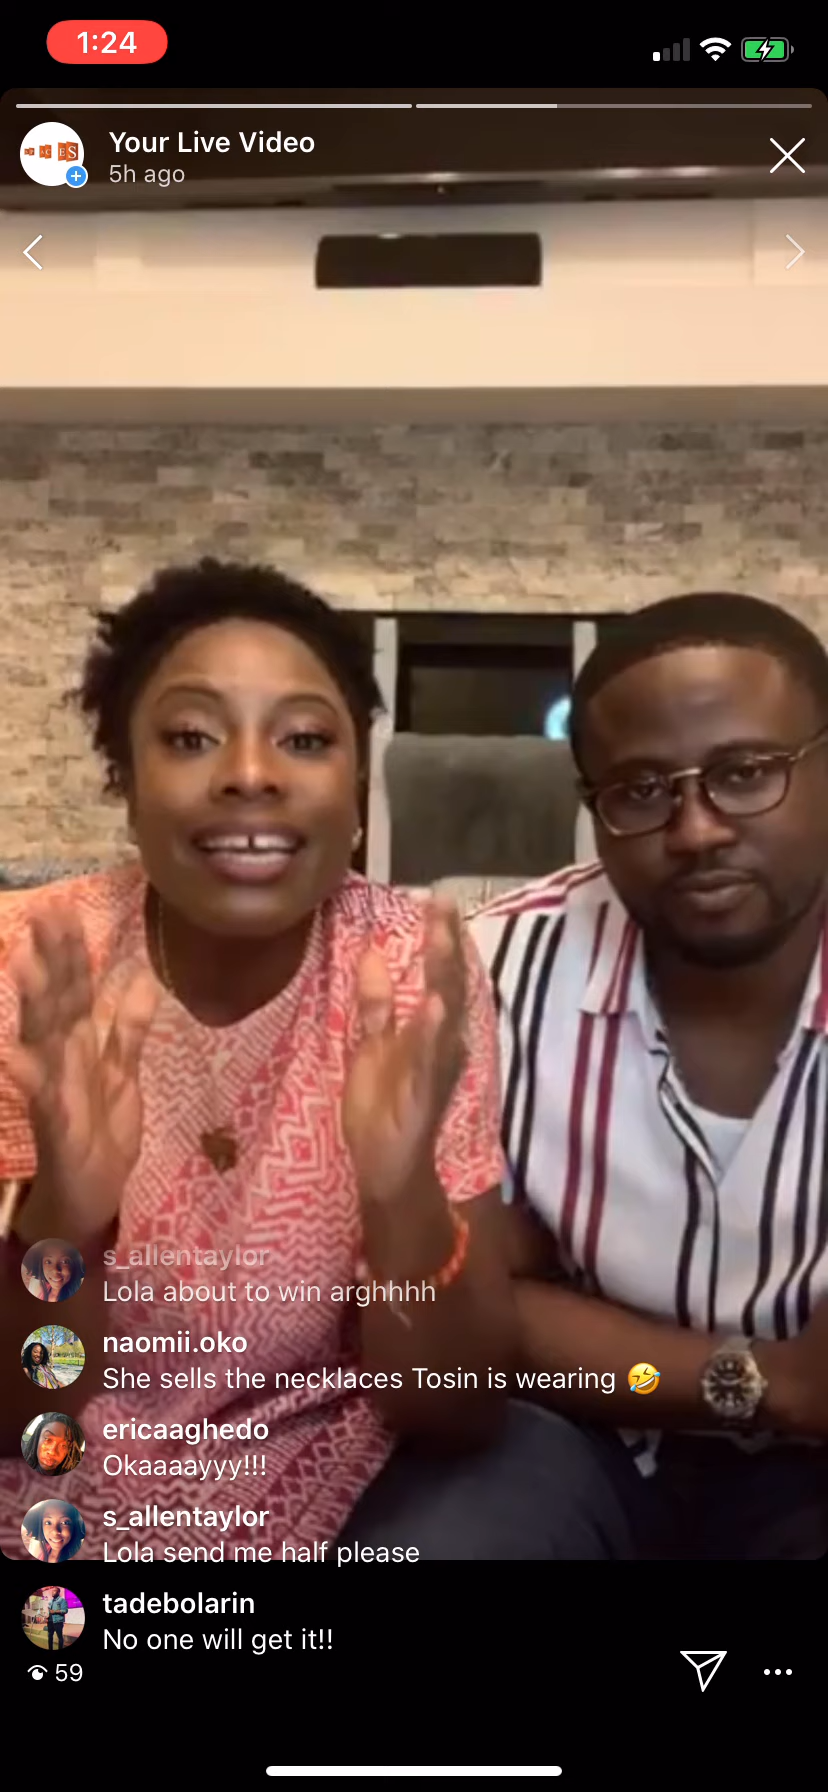 1:24
Your Live Video
5h ago
s_allentaylor
Lola about to win arghhhh
naomii.oko
She sells the necklaces Tosin is wearing 🤣
ericaaghedo
Okaaaayyy!!!
s_allentaylor
Lola send me half please
tadebolarin
No one will get it!!
59